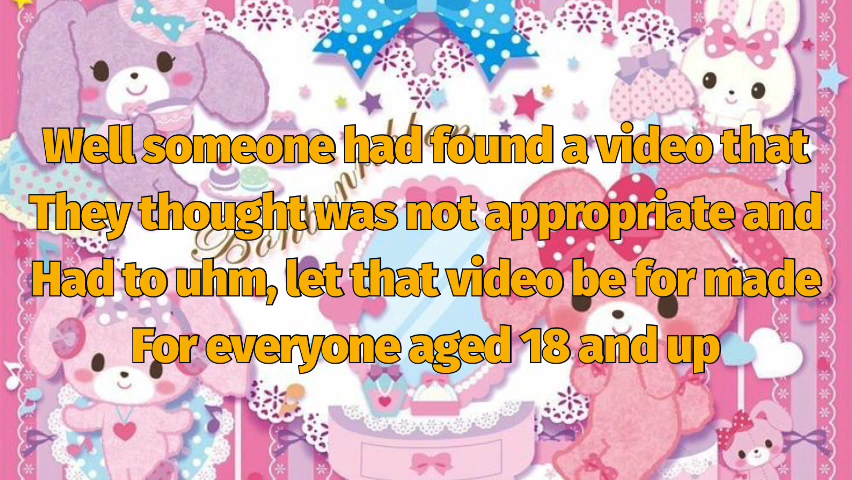 Well someone had found a video that
They thought was not appropriate and
Had to uhm, let that video be for made
For everyone aged 18 and up